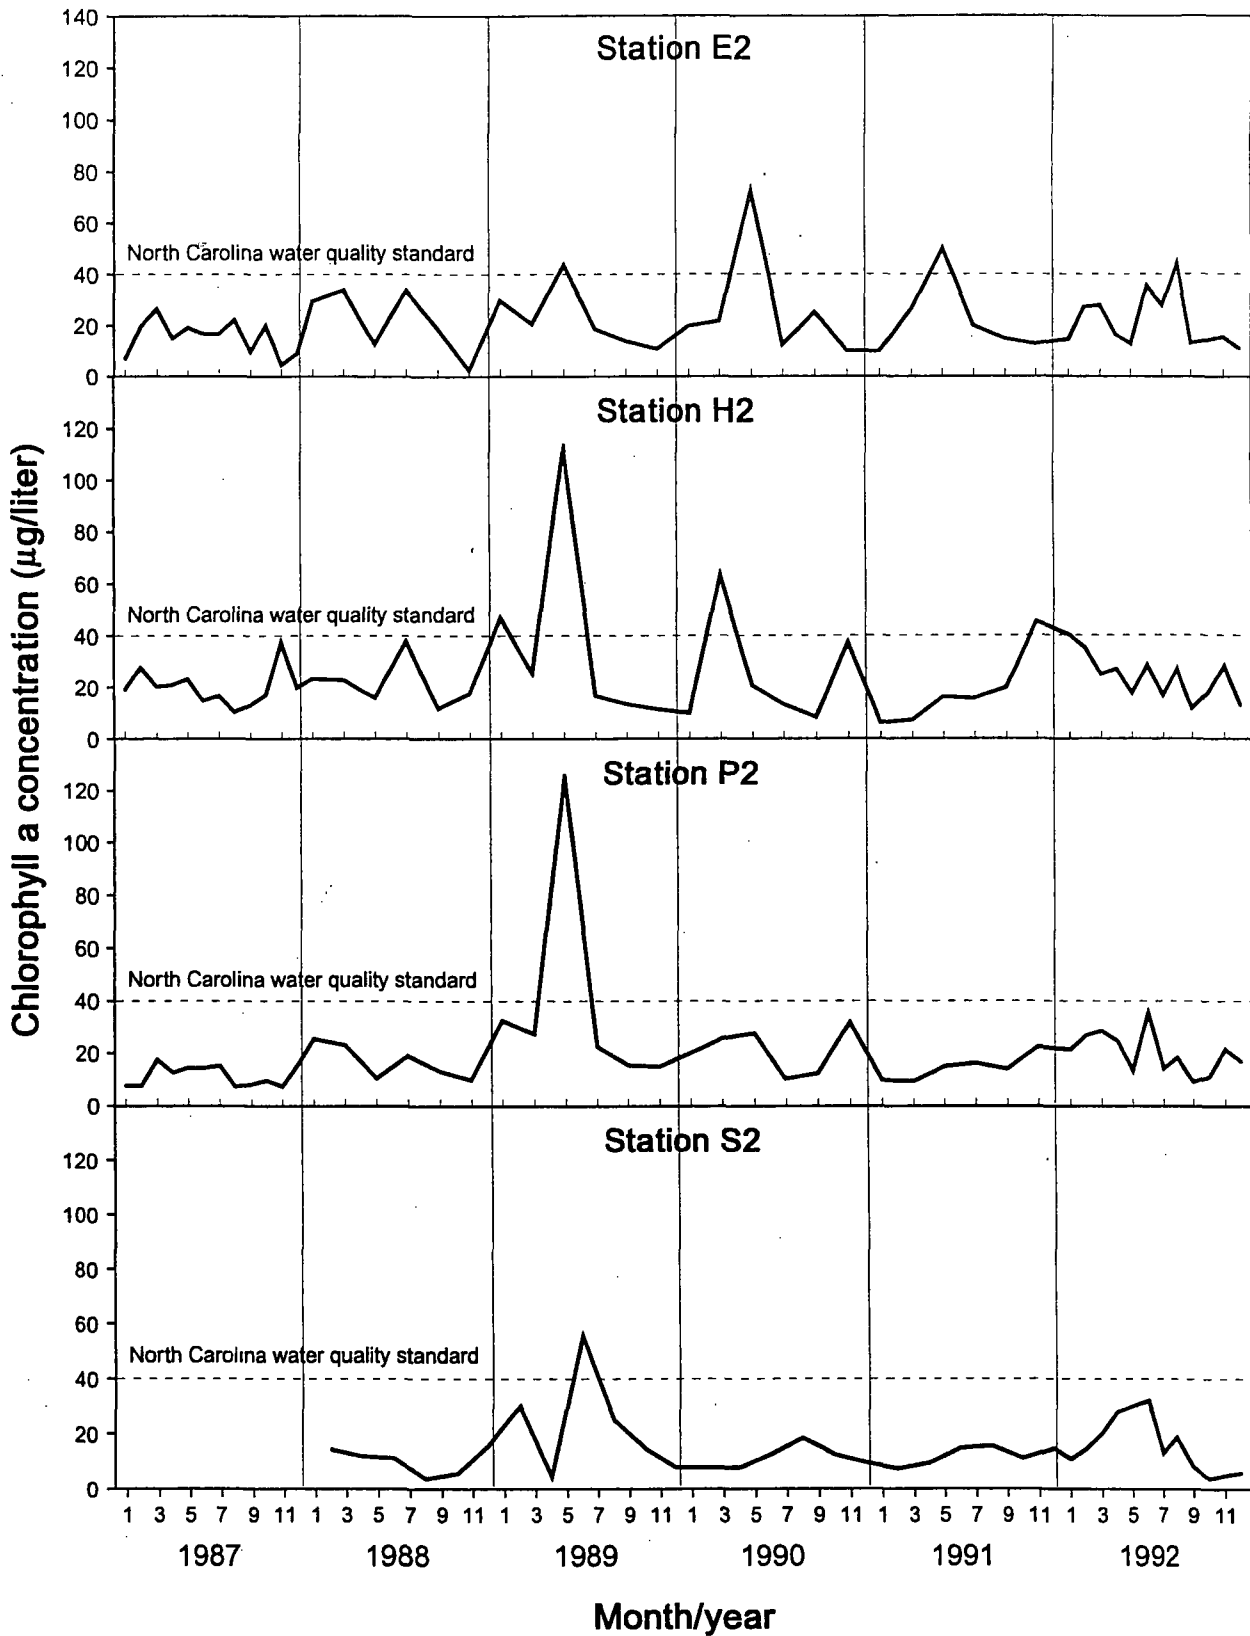 Station E2
140
120
100
80
60
North Carolina water quality standard
40
20
0
Station H2
120
100
80
60
North Carolina water quality standard
40
20
0
Station P2
120
100
80
60
North Carolina water quality standard
40
20
0
Station S2
120
100
80
60
North Carolina water quality standard
40
20
0
Chlorophyll a concentration (µg/liter)
1 3 5 7 9 11 1 3 5 7 9 11 1 3 5 7 9 11 1 3 5 7 9 11 1 3 5 7 9 11 1 3 5 7 9 11
1987 1988 1989 1990 1991 1992
Month/year